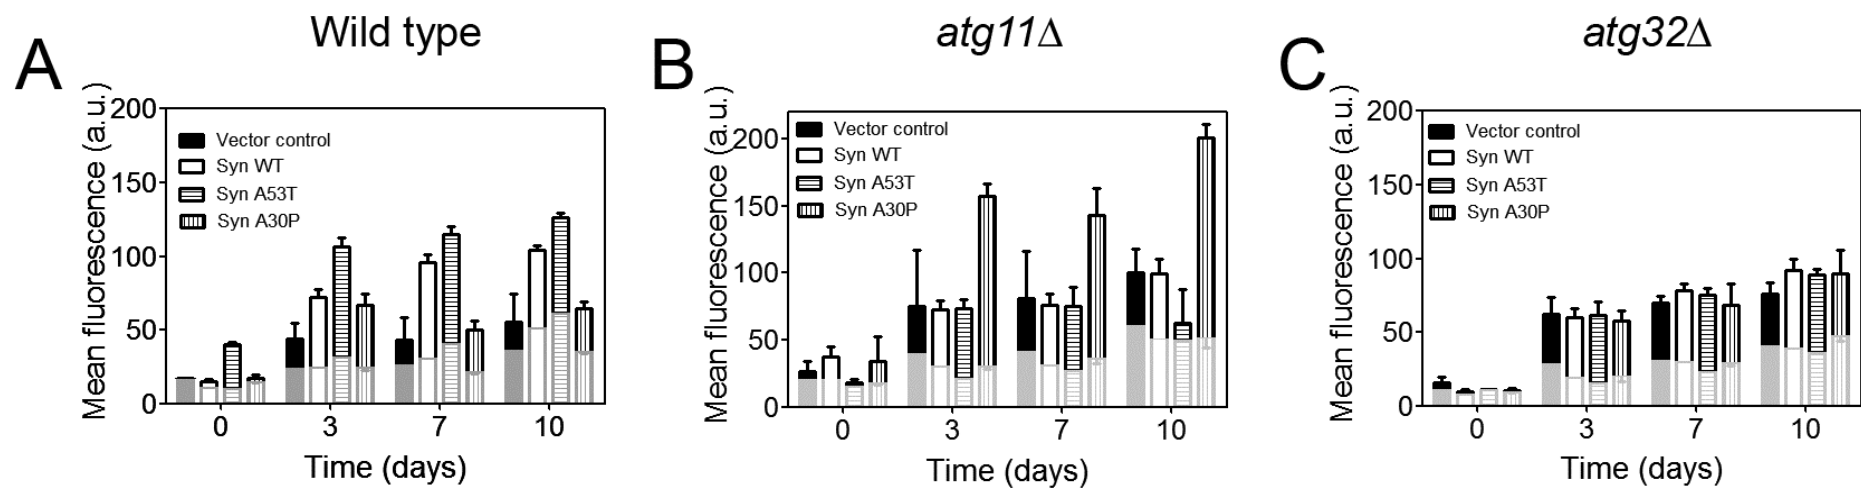 A
Wild type
Mean fluorescence (a.u.)
200
150
100
50
0
Vector control
Syn WT
Syn A53T
Syn A30P
0 3 7 10
Time (days)
B
atg11Δ
Mean fluorescence (a.u.)
200
150
100
50
0
Vector control
Syn WT
Syn A53T
Syn A30P
0 3 7 10
Time (days)
C
atg32Δ
Mean fluorescence (a.u.)
200
150
100
50
0
Vector control
Syn WT
Syn A53T
Syn A30P
0 3 7 10
Time (days)